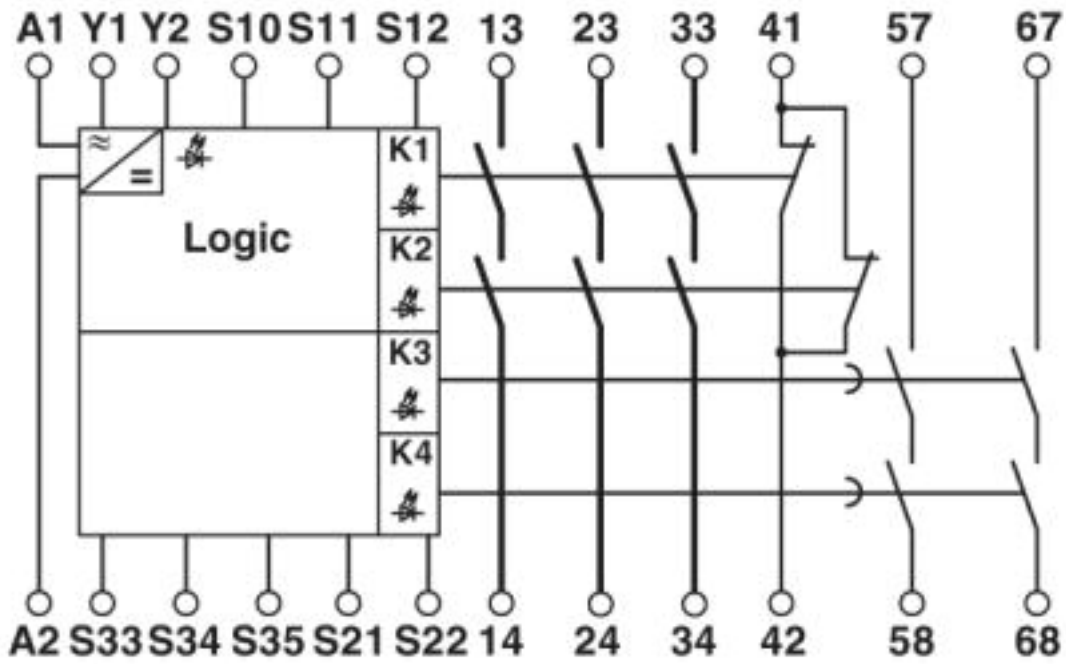 A1 Y1 Y2 S10 S11 S12 13 23 33 41 57 67
≈ K1
=
Logic K2
K3
K4
A2 S33 S34 S35 S21 S22 14 24 34 42 58 68